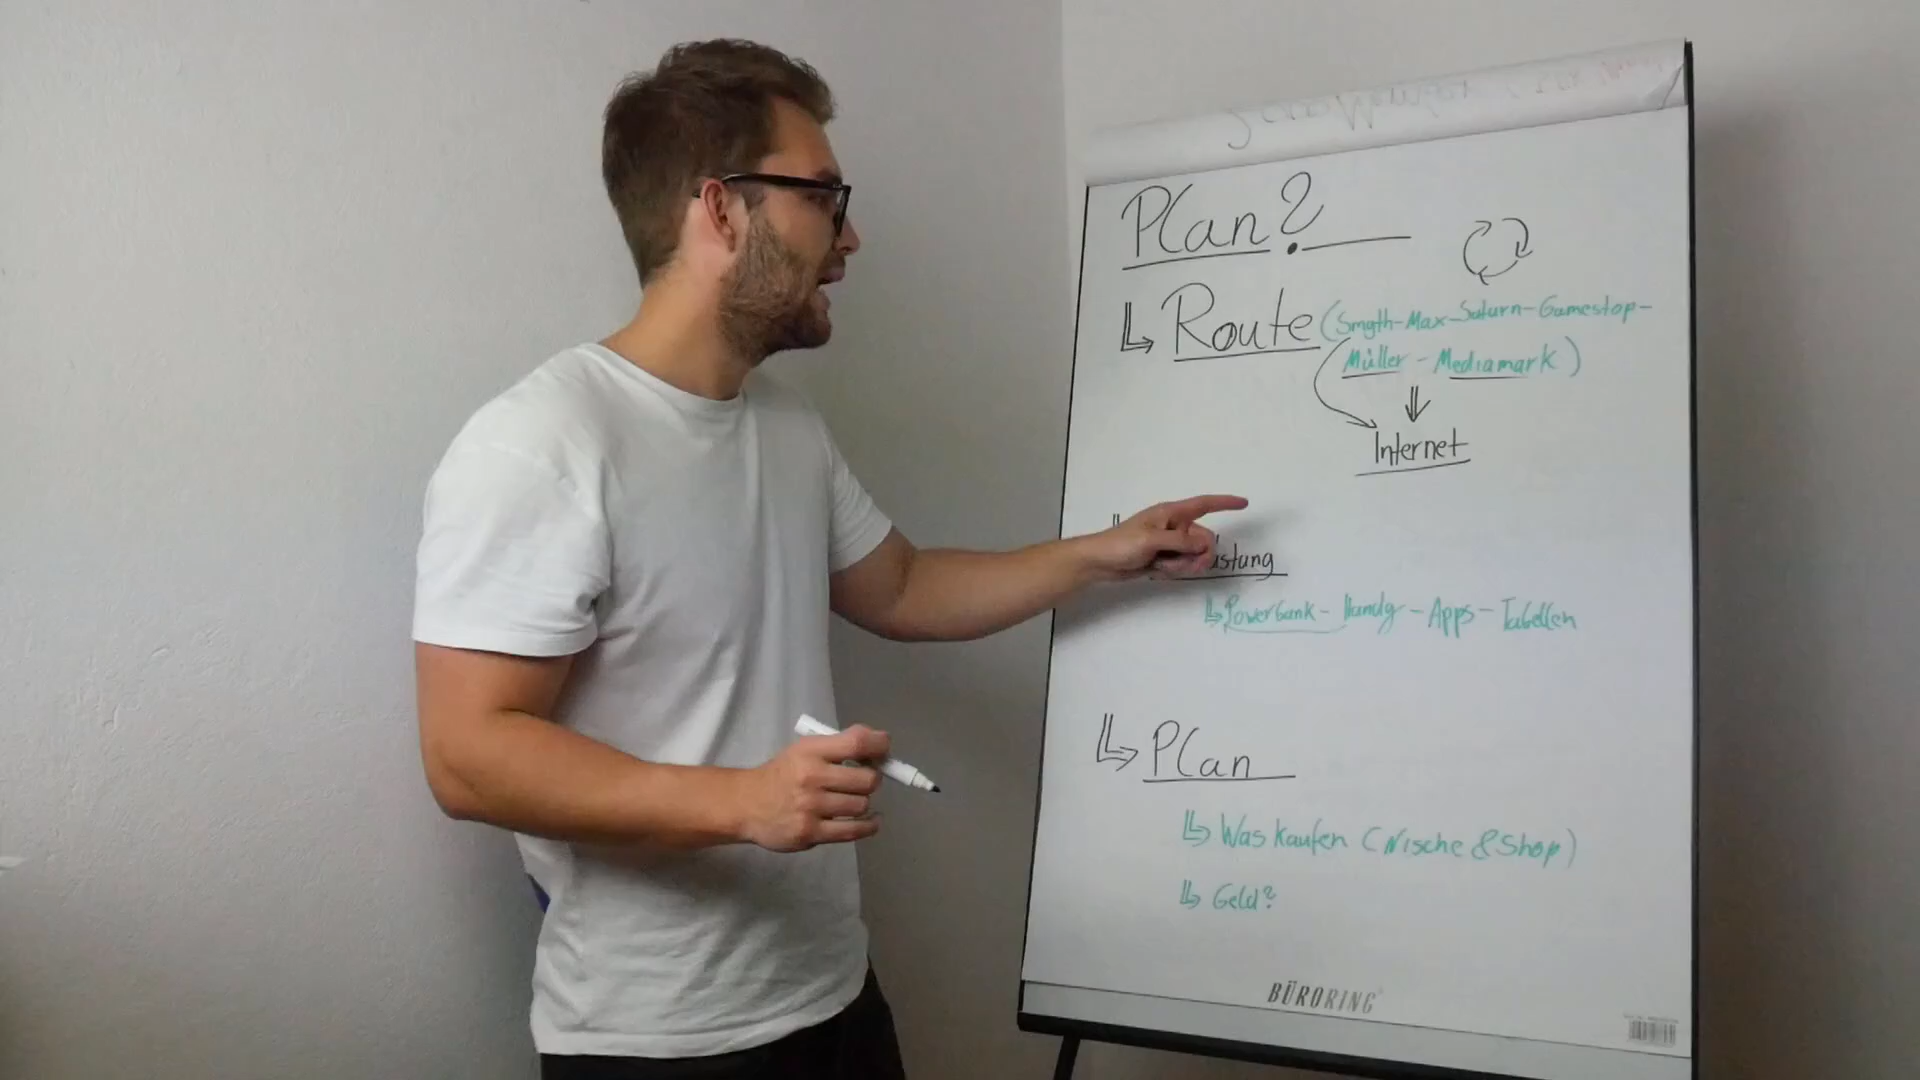 Plan?
Route (Smyth-Max-Saturn-Gamestop-
Müller - Mediamark)
Internet
üstung
Powerbank - Handy - Apps - Tabellen
Plan
Was kaufen (Nische & Shop)
Geld?
BÜRORING